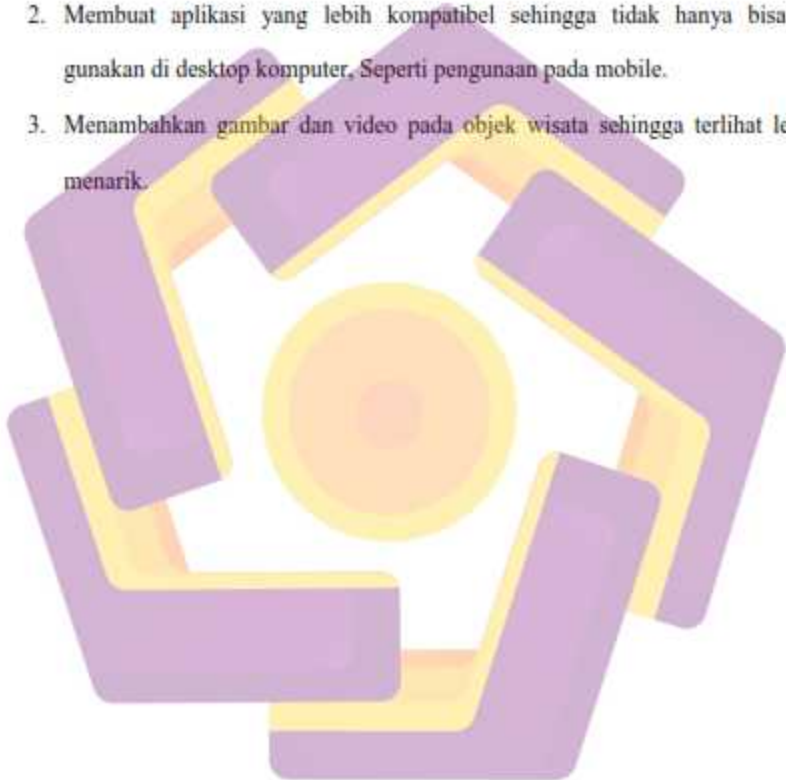 2. Membuat aplikasi yang lebih kompatibel sehingga tidak hanya bisa
gunakan di desktop komputer, Seperti pengunaan pada mobile.
3. Menambahkan gambar dan video pada objek wisata sehingga terlihat
menarik.